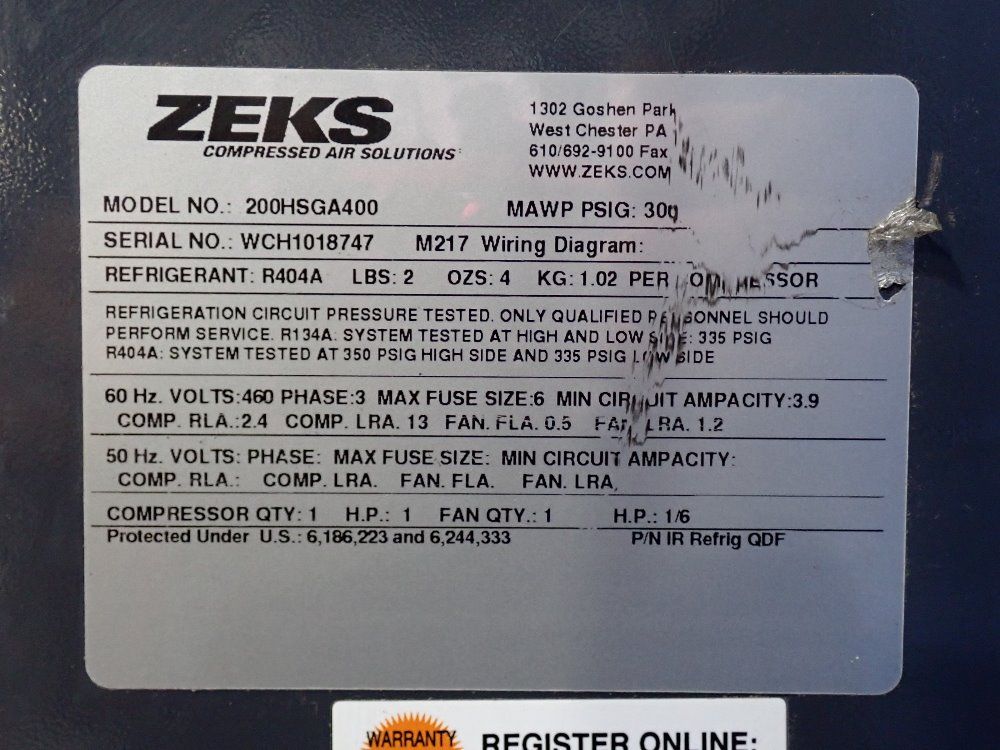 ZEKS
COMPRESSED AIR SOLUTIONS
1302 Goshen Park
West Chester PA
610/692-9100 Fax
WWW.ZEKS.COM
MODEL NO.: 200HSGA400 MAWP PSIG: 300
SERIAL NO.: WCH1018747 M217 Wiring Diagram:
REFRIGERANT: R404A LBS: 2 OZS: 4 KG: 1.02 PER COMPRESSOR
REFRIGERATION CIRCUIT PRESSURE TESTED. ONLY QUALIFIED PERSONNEL SHOULD
PERFORM SERVICE. R134A: SYSTEM TESTED AT HIGH AND LOW SIDE: 335 PSIG
R404A: SYSTEM TESTED AT 350 PSIG HIGH SIDE AND 335 PSIG LOW SIDE
60 Hz. VOLTS:460 PHASE:3 MAX FUSE SIZE:6 MIN CIRCUIT AMPACITY:3.9
COMP. RLA.:2.4 COMP. LRA. 13 FAN. FLA. 0.5 FAN. LRA. 1.2
50 Hz. VOLTS: PHASE: MAX FUSE SIZE: MIN CIRCUIT AMPACITY:
COMP. RLA.: COMP. LRA. FAN. FLA. FAN. LRA.
COMPRESSOR QTY: 1 H.P.: 1 FAN QTY.: 1 H.P.: 1/6
Protected Under U.S.: 6,186,223 and 6,244,333 P/N IR Refrig QDF
WARRANTY
REGISTER ONLINE: